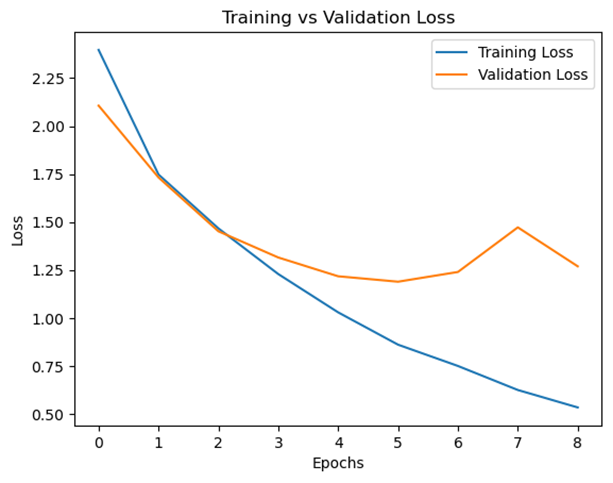 Training vs Validation Loss
Training Loss
Validation Loss
2.25
2.00
1.75
1.50
1.25
1.00
0.75
0.50
Loss
0 1 2 3 4 5 6 7 8
Epochs